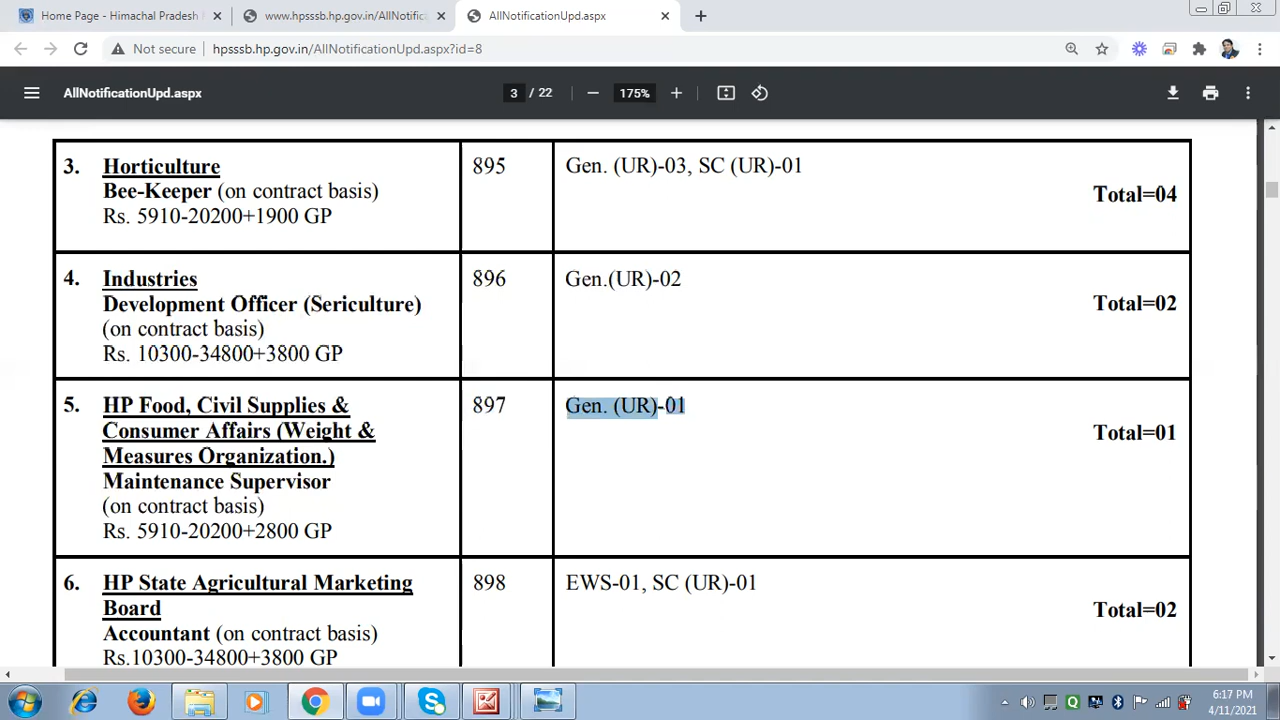 Home Page - Himachal Pradesh
www.hpsssb.hp.gov.in/AllNotific
AllNotificationUpd.aspx
Not secure
hpsssb.hp.gov.in/AllNotificationUpd.aspx?id=8
AllNotificationUpd.aspx
3 / 22
175%
3. Horticulture 895 Gen. (UR)-03, SC (UR)-01
Bee-Keeper (on contract basis) Total=04
Rs. 5910-20200+1900 GP
4. Industries 896 Gen.(UR)-02
Development Officer (Sericulture) Total=02
(on contract basis)
Rs. 10300-34800+3800 GP
5. HP Food, Civil Supplies & 897 Gen. (UR)-01
Consumer Affairs (Weight & Total=01
Measures Organization.)
Maintenance Supervisor
(on contract basis)
Rs. 5910-20200+2800 GP
6. HP State Agricultural Marketing 898 EWS-01, SC (UR)-01
Board Total=02
Accountant (on contract basis)
Rs.10300-34800+3800 GP
6:17 PM
4/11/2021